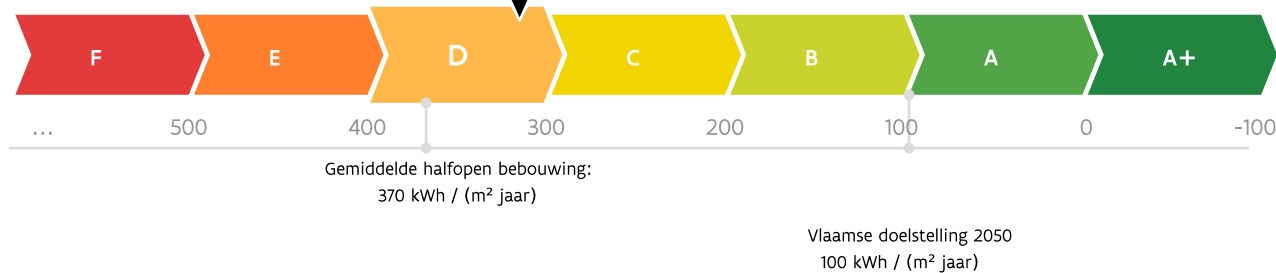 F E D C B A A+
... 500 400 300 200 100 0 -100
Gemiddelde halfopen bebouwing:
370 kWh / (m² jaar)
Vlaamse doelstelling 2050
100 kWh / (m² jaar)